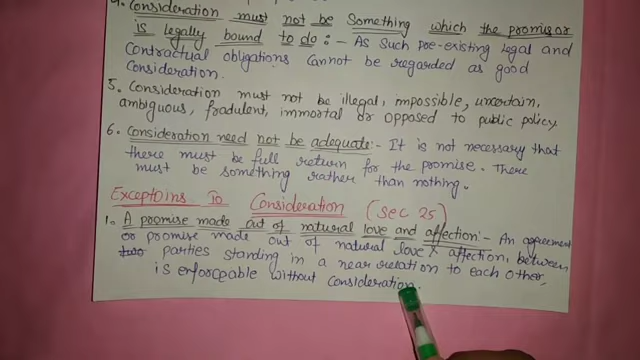 4. Consideration must not be something which the promisor
is legally bound to do :- As such pre-existing legal and
contractual obligations cannot be regarded as good
consideration.
5. Consideration must not be illegal, impossible, uncertain,
ambiguous, fradulent, immortal or opposed to public policy.
6. Consideration need not be adequate:- It is not necessary that
there must be full return for the promise. There
must be something rather than nothing.
Exceptoins To Consideration (Sec 25)
1. A promise made out of natural love and affection:- An agreement
or promise made out of natural love & affection, between
parties standing in a near relation to each other,
is enforceable without consideration.